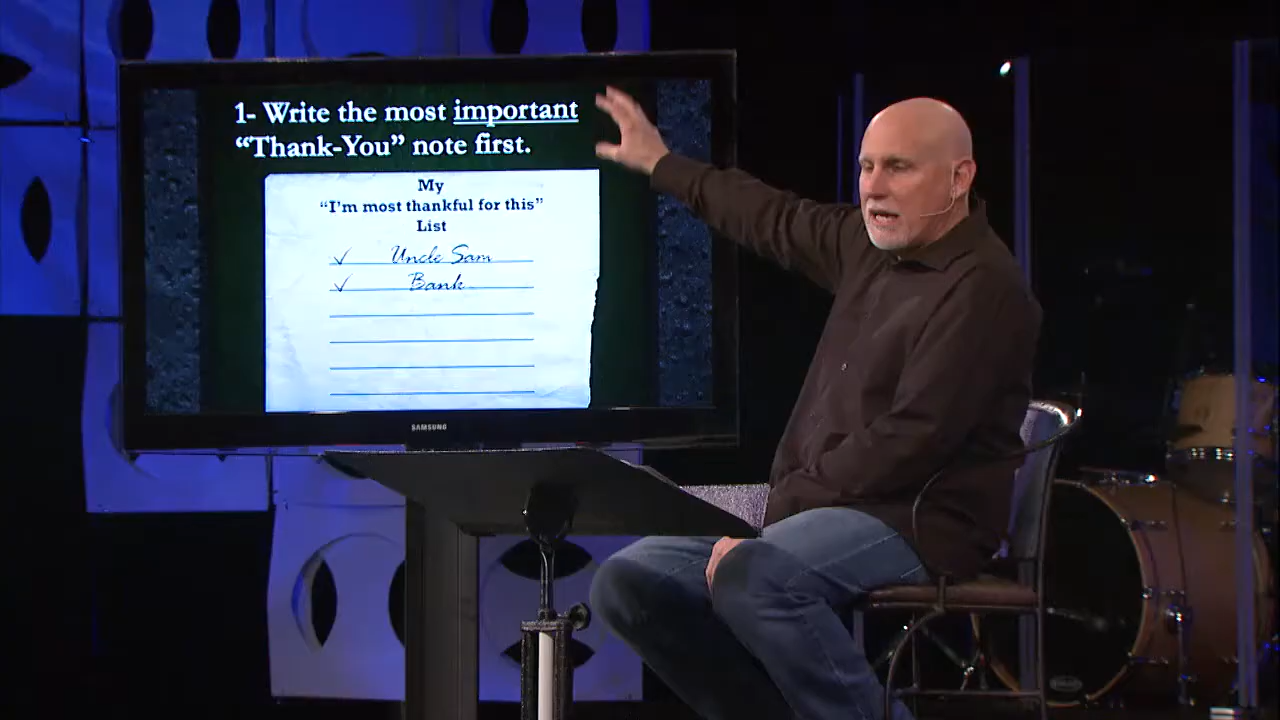 1- Write the most important
“Thank-You” note first.
My
“I'm most thankful for this”
List
✓ Uncle Sam
✓ Bank
SAMSUNG